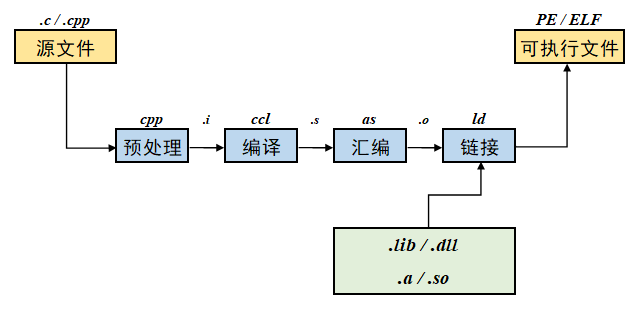 .c / .cpp
源文件
PE / ELF
可执行文件
cpp
.i
ccl
.s
as
.o
ld
预处理
编译
汇编
链接
.lib / .dll
.a / .so